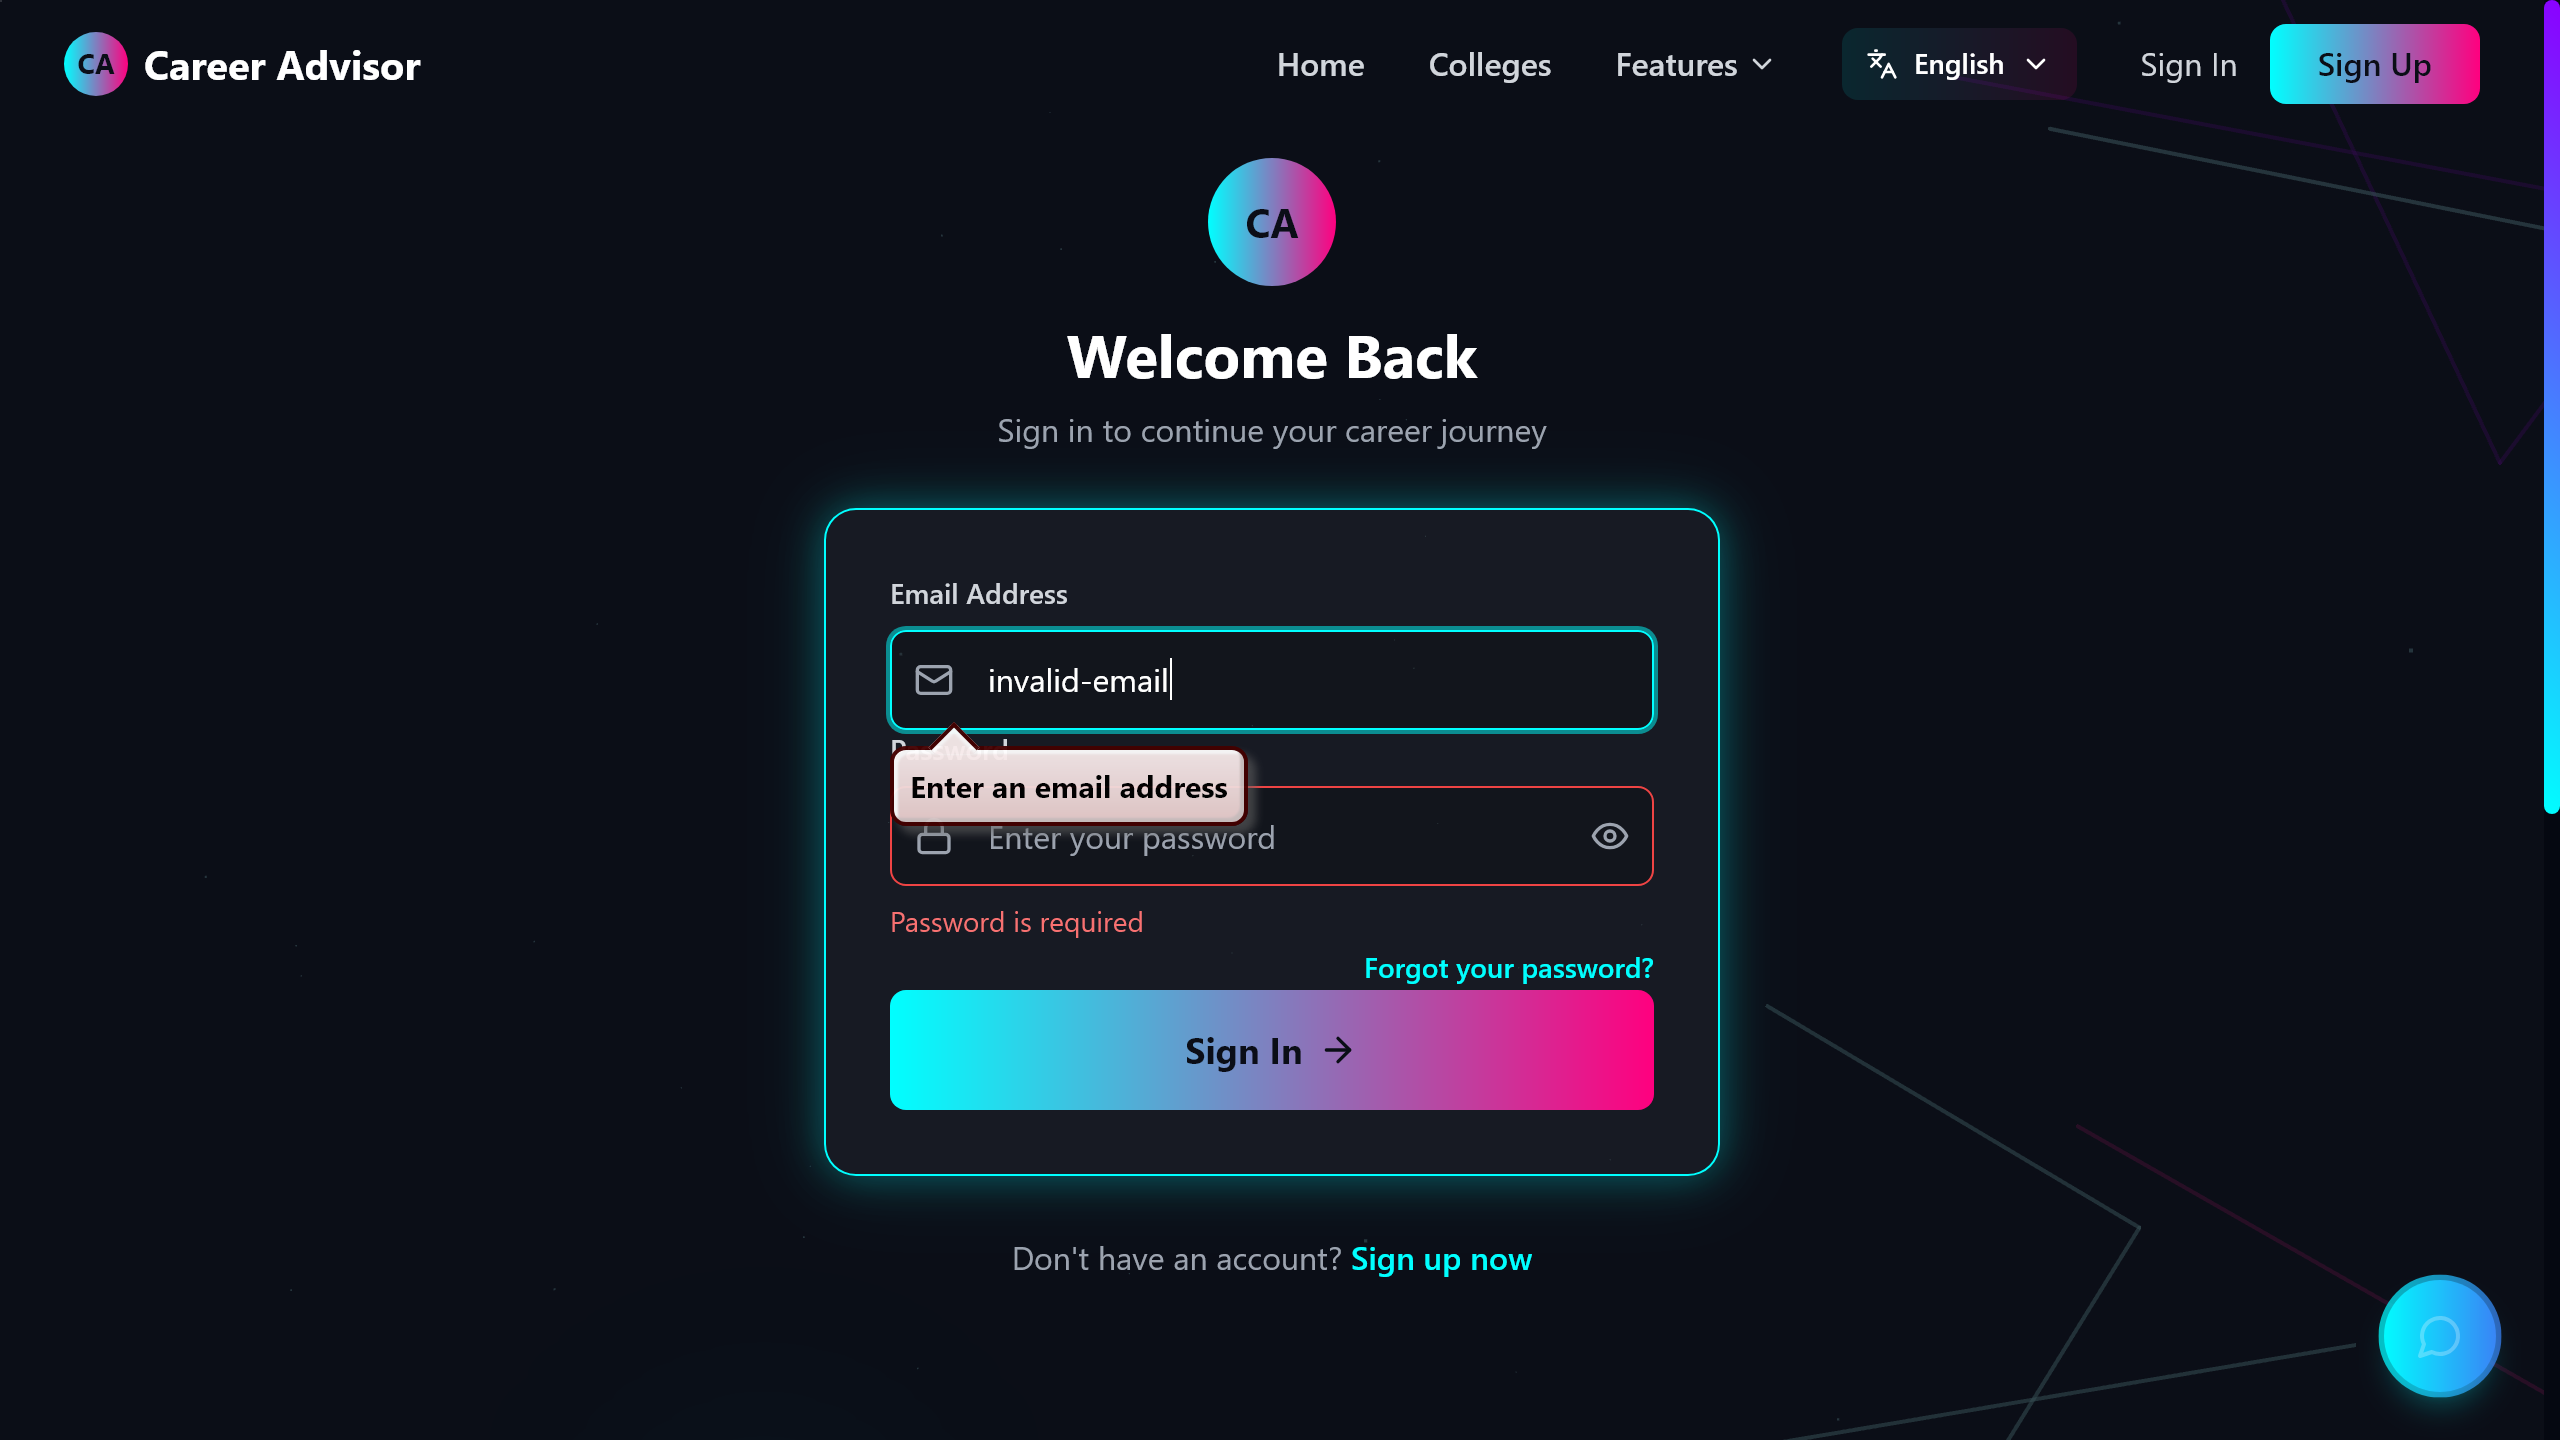 CA Career Advisor Home Colleges Features English Sign In Sign Up
CA
Welcome Back
Sign in to continue your career journey
Email Address
invalid-email
Password
Enter an email address
Enter your password
Password is required
Forgot your password?
Sign In
Don't have an account? Sign up now